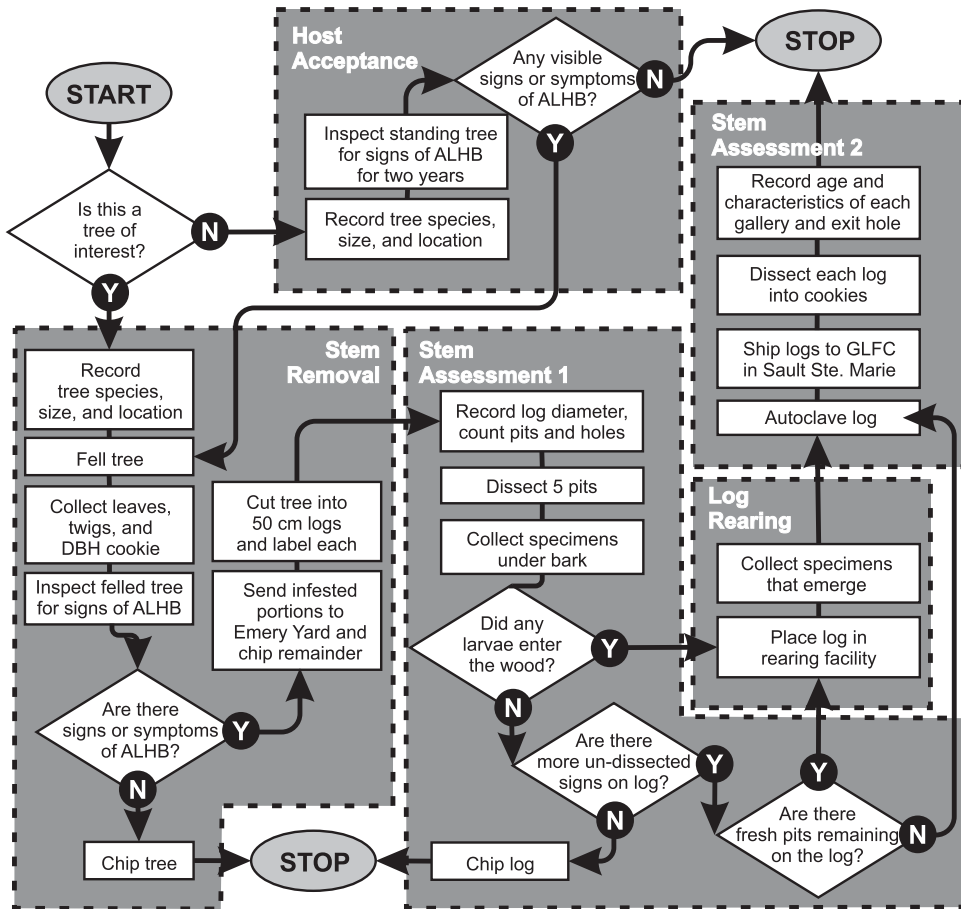 START
Is this a
tree of
interest?
N
Y
Host
Acceptance
Any visible
signs or symptoms
of ALHB?
N
Y
Inspect standing tree
for signs of ALHB
for two years
Record tree species,
size, and location
STOP
Stem
Removal
Record
tree species,
size, and location
Fell tree
Collect leaves,
twigs, and
DBH cookie
Inspect felled tree
for signs of ALHB
Are there
signs or symptoms
of ALHB?
Y
N
Chip tree
Cut tree into
50 cm logs
and label each
Send infested
portions to
Emery Yard and
chip remainder
STOP
Stem
Assessment 1
Record log diameter,
count pits and holes
Dissect 5 pits
Collect specimens
under bark
Did any
larvae enter
the wood?
Y
N
Are there
more un-dissected
signs on log?
Y
N
Chip log
Are there
fresh pits remaining
on the log?
Y
N
Log
Rearing
Collect specimens
that emerge
Place log in
rearing facility
Stem
Assessment 2
Record age and
characteristics of each
gallery and exit hole
Dissect each log
into cookies
Ship logs to GLFC
in Sault Ste. Marie
Autoclave log